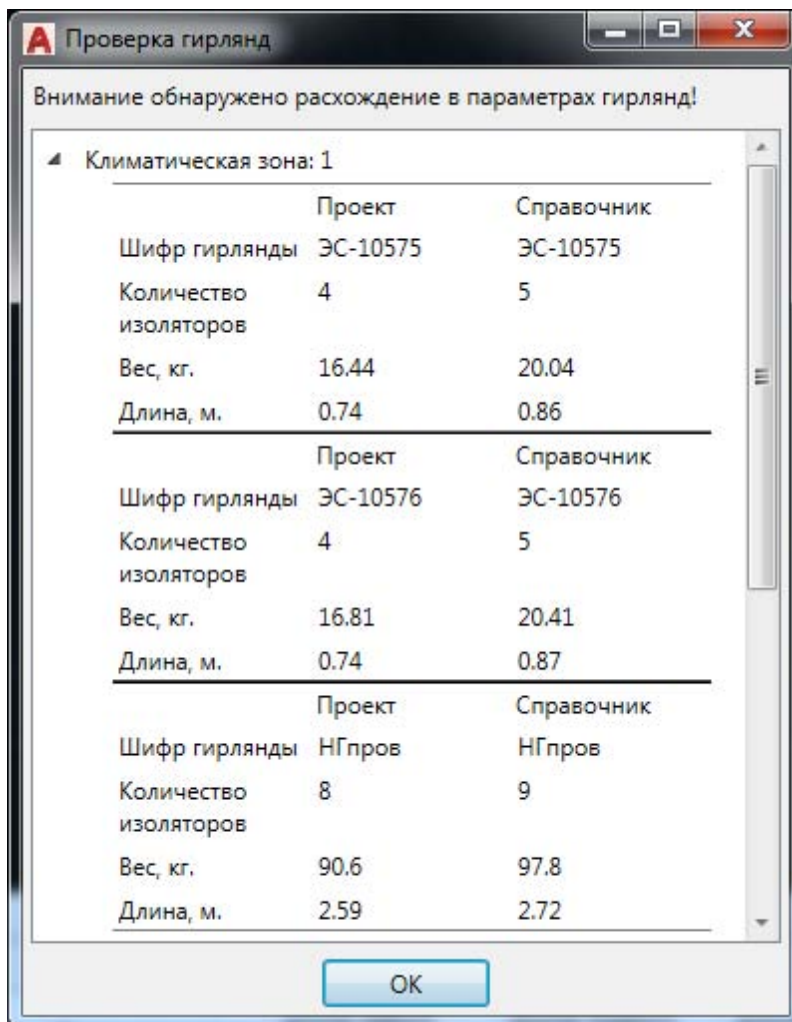 Проверка гирлянд
Внимание обнаружено расхождение в параметрах гирлянд!
Климатическая зона: 1
Проект Справочник
Шифр гирлянды ЭС-10575 ЭС-10575
Количество 4 5
изоляторов
Вес, кг. 16.44 20.04
Длина, м. 0.74 0.86
Проект Справочник
Шифр гирлянды ЭС-10576 ЭС-10576
Количество 4 5
изоляторов
Вес, кг. 16.81 20.41
Длина, м. 0.74 0.87
Проект Справочник
Шифр гирлянды НГпров НГпров
Количество 8 9
изоляторов
Вес, кг. 90.6 97.8
Длина, м. 2.59 2.72
OK